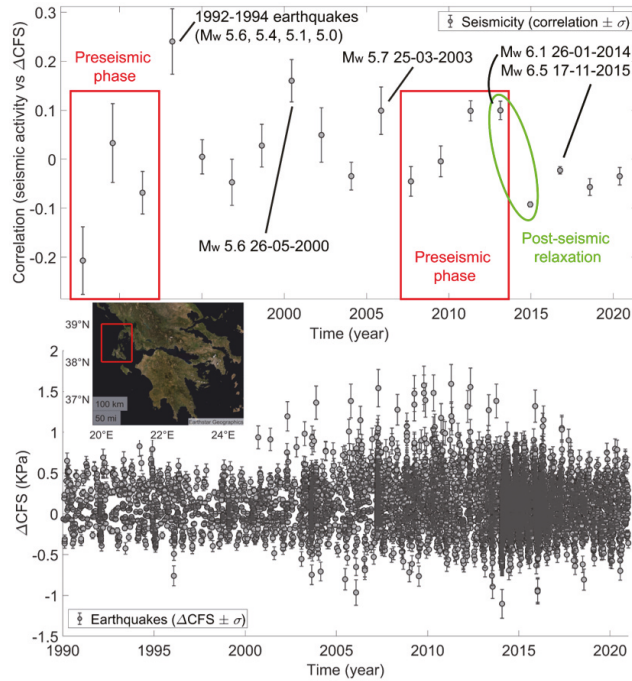 1992-1994 earthquakes
(Mw 5.6, 5.4, 5.1, 5.0)
Seismicity (correlation ± σ)
Preseismic
phase
Mw 5.7 25-03-2003
Mw 6.1 26-01-2014
Mw 6.5 17-11-2015
Mw 5.6 26-05-2000
Preseismic
phase
Post-seismic
relaxation
Correlation (seismic activity vs ΔCFS)
0.3
0.2
0.1
0
-0.1
-0.2
2000 2005 2010 2015 2020
Time (year)
39°N
38°N
37°N
100 km
50 mi
Earthstar Geographics
20°E 22°E 24°E
ΔCFS (KPa)
2
1.5
1
0.5
0
-0.5
-1
-1.5
Earthquakes (ΔCFS ± σ)
1990 1995 2000 2005 2010 2015 2020
Time (year)